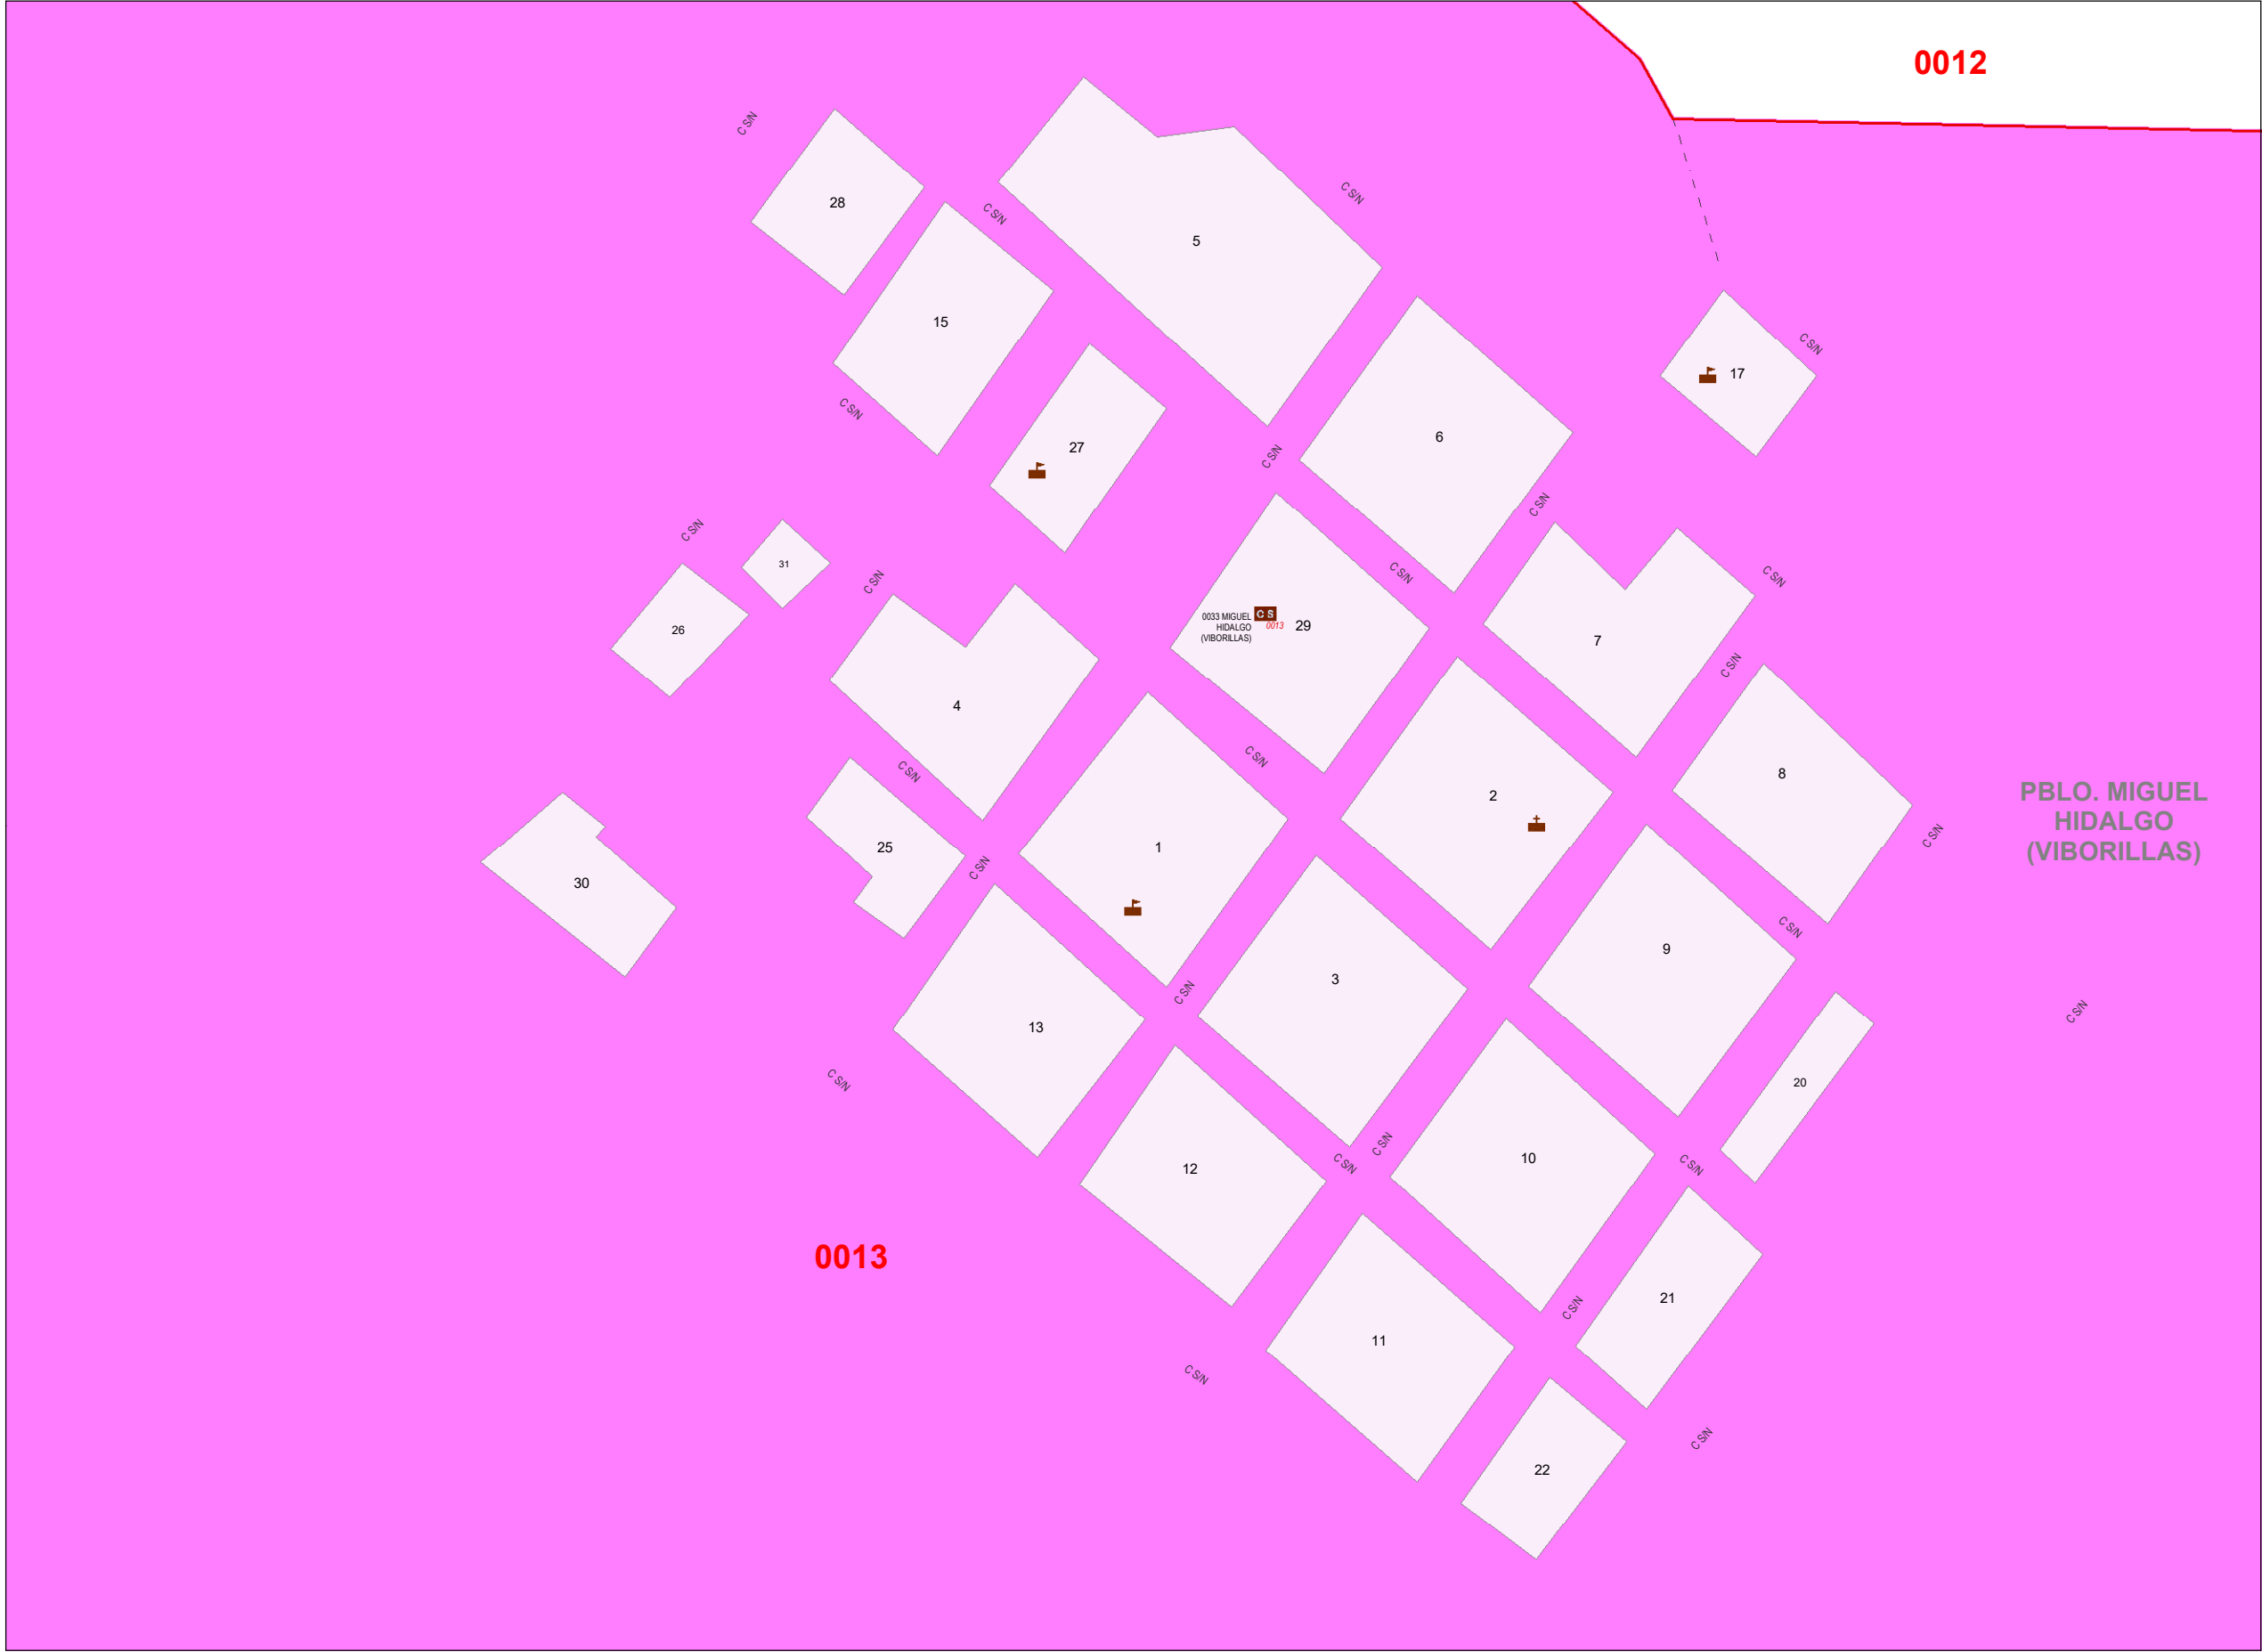 0012
C S/N
C S/N
28
C S/N
5
15
C S/N
C S/N
17
C S/N
6
27
C S/N
C S/N
C S/N
31
C S/N
C S/N
C S/N
26
0033 MIGUEL
HIDALGO
(VIBORILLAS)
C S
0013
29
7
C S/N
4
C S/N
C S/N
8
2
PBLO. MIGUEL
HIDALGO
(VIBORILLAS)
C S/N
25
1
C S/N
30
C S/N
9
3
C S/N
C S/N
13
C S/N
20
C S/N
10
C S/N
C S/N
12
0013
21
C S/N
11
C S/N
C S/N
22